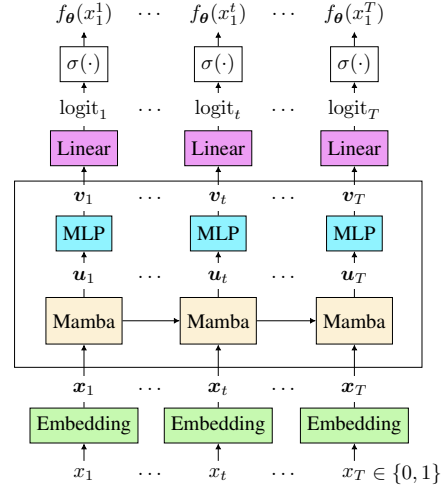 f_θ(x_1^1) ··· f_θ(x_1^t) ··· f_θ(x_1^T)
σ(·) σ(·) σ(·)
logit_1 ··· logit_t ··· logit_T
Linear Linear Linear
v_1 ··· v_t ··· v_T
MLP MLP MLP
u_1 ··· u_t ··· u_T
Mamba Mamba Mamba
x_1 ··· x_t ··· x_T
Embedding Embedding Embedding
x_1 ··· x_t ··· x_T ∈ {0, 1}